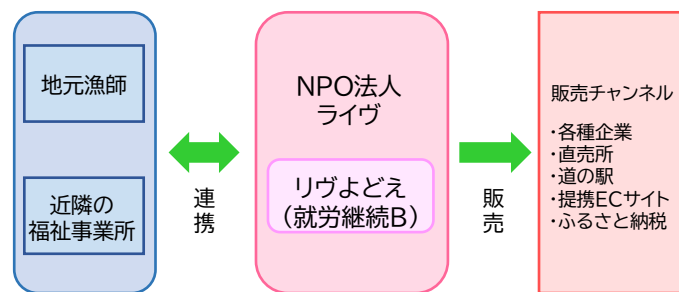 地元漁師
近隣の
福祉事業所
連携
NPO法人
ライヴ
リヴよどえ
（就労継続B）
販売
販売チャンネル
・各種企業
・直売所
・道の駅
・提携ECサイト
・ふるさと納税